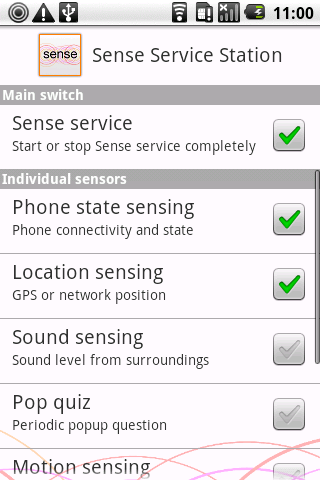 11:00
sense
Sense Service Station
Main switch
Sense service
Start or stop Sense service completely
Individual sensors
Phone state sensing
Phone connectivity and state
Location sensing
GPS or network position
Sound sensing
Sound level from surroundings
Pop quiz
Periodic popup question
Motion sensing